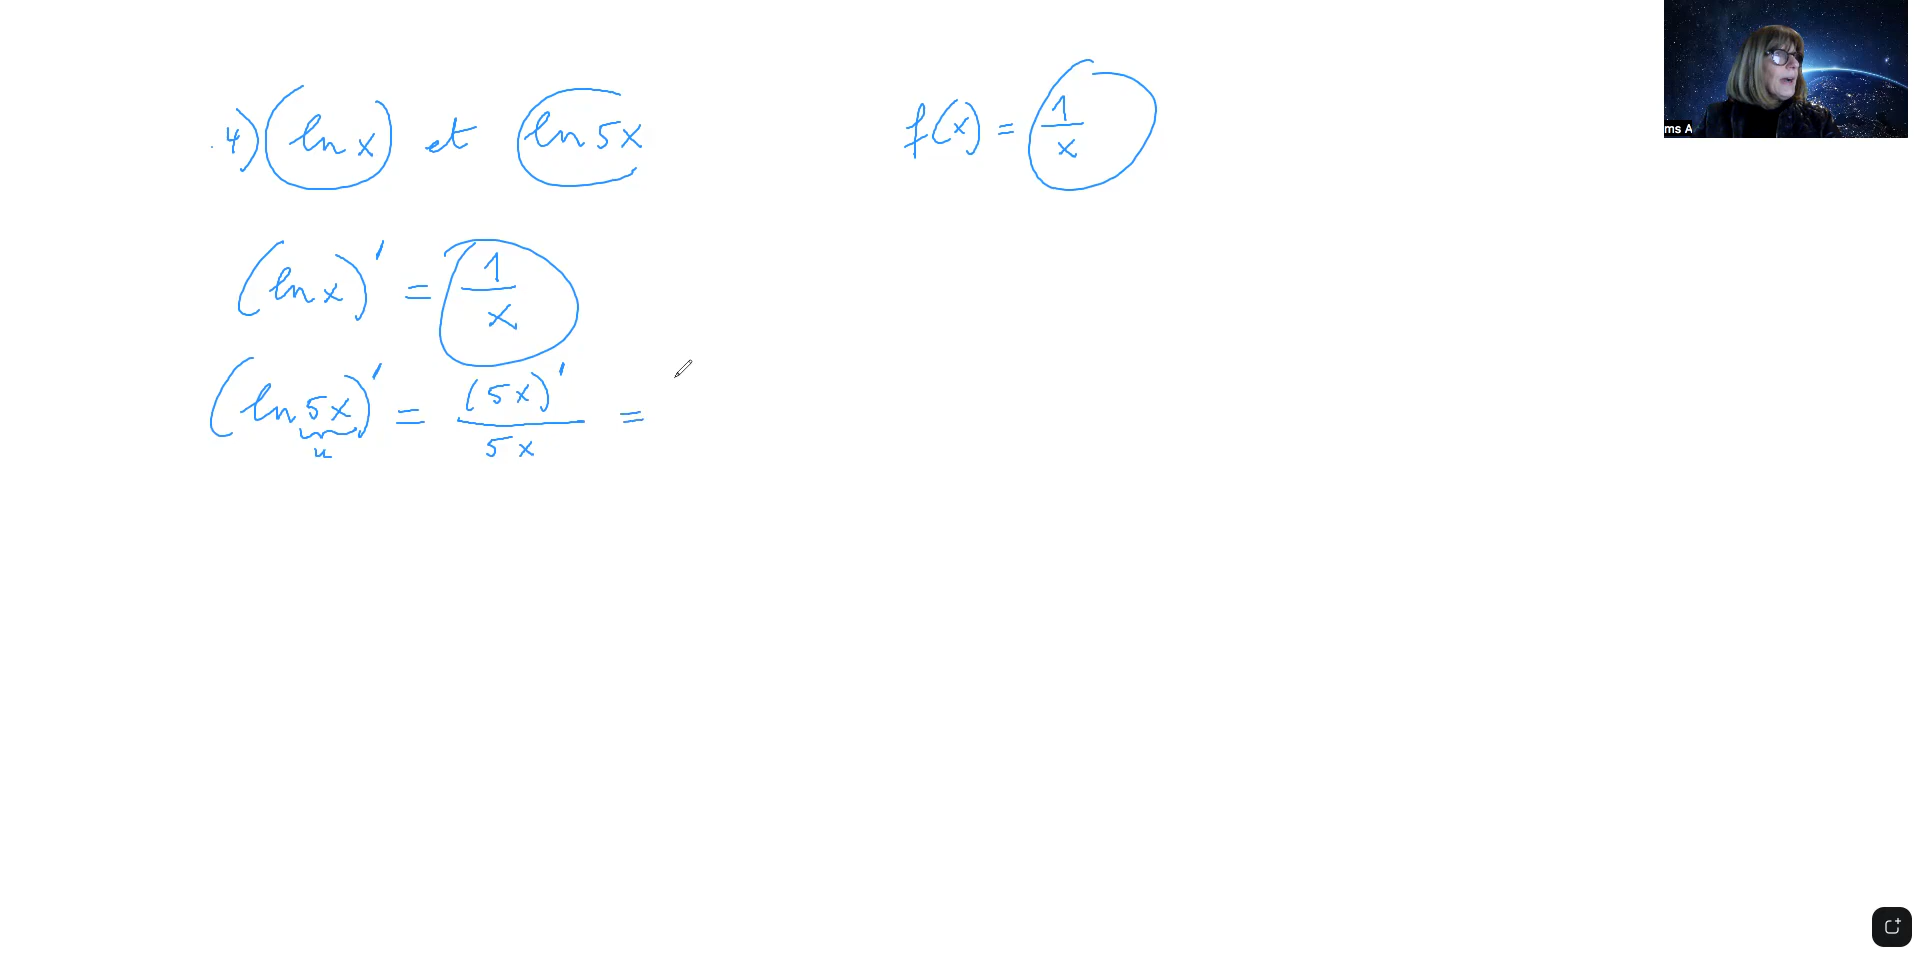 4) ln x et ln 5x
f(x) = 1/x
(ln x)' = 1/x
(ln 5x)' = (5x)'/5x =
u
ms A